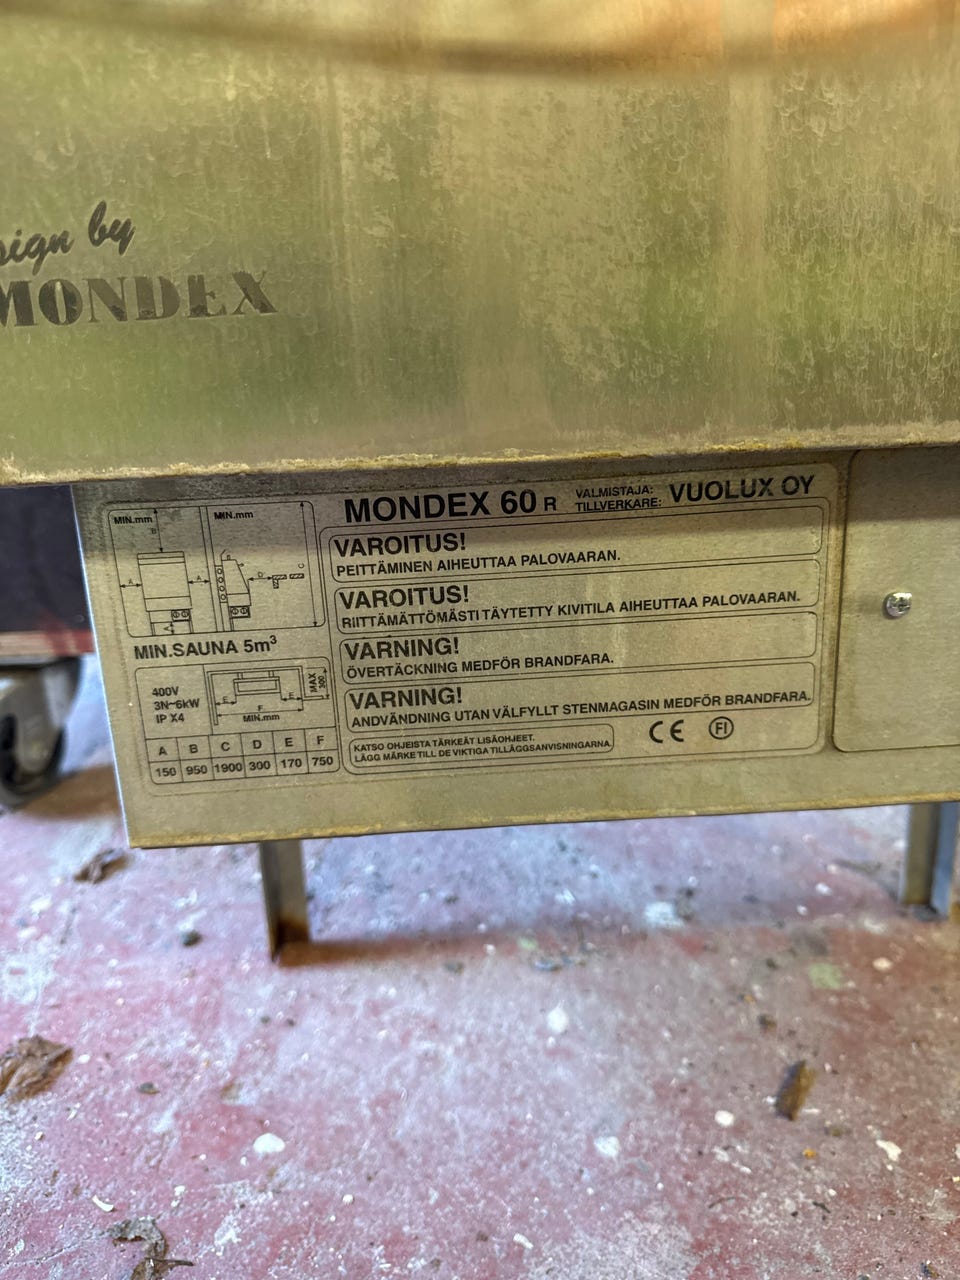 sign by
MONDEX
MONDEX 60 R
VALMISTAJA:
TILLVERKARE:
VUOLUX OY
MIN.mm
MIN.mm
B
A
A
D
C
MIN.SAUNA 5m³
400V
3N~6kW
IP X4
E
E
F
MIN.mm
MAX
300
A B C D E F
150 950 1900 300 170 750
VAROITUS!
PEITTÄMINEN AIHEUTTAA PALOVAARAN.
VAROITUS!
RIITTÄMÄTTÖMÄSTI TÄYTETTY KIVITILA AIHEUTTAA PALOVAARAN.
VARNING!
ÖVERTÄCKNING MEDFÖR BRANDFARA.
VARNING!
ANDVÄNDNING UTAN VÄLFYLLT STENMAGASIN MEDFÖR BRANDFARA.
KATSO OHJEISTA TÄRKEÄT LISÄOHJEET.
LÄGG MÄRKE TILL DE VIKTIGA TILLÄGGSANVISNINGARNA.
CE FI